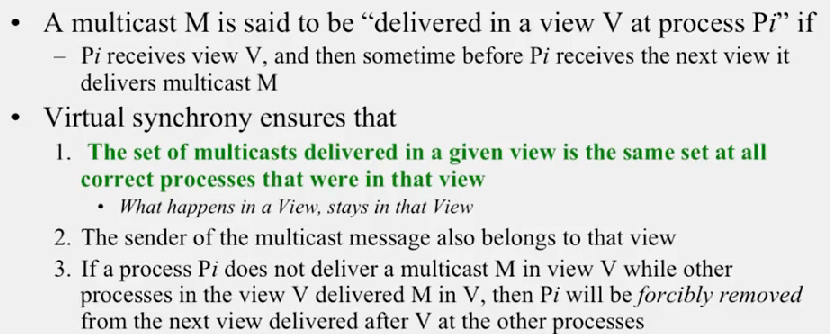 • A multicast M is said to be “delivered in a view V at process Pi” if
– Pi receives view V, and then sometime before Pi receives the next view it
delivers multicast M
• Virtual synchrony ensures that
1. The set of multicasts delivered in a given view is the same set at all
correct processes that were in that view
• What happens in a View, stays in that View
2. The sender of the multicast message also belongs to that view
3. If a process Pi does not deliver a multicast M in view V while other
processes in the view V delivered M in V, then Pi will be forcibly removed
from the next view delivered after V at the other processes